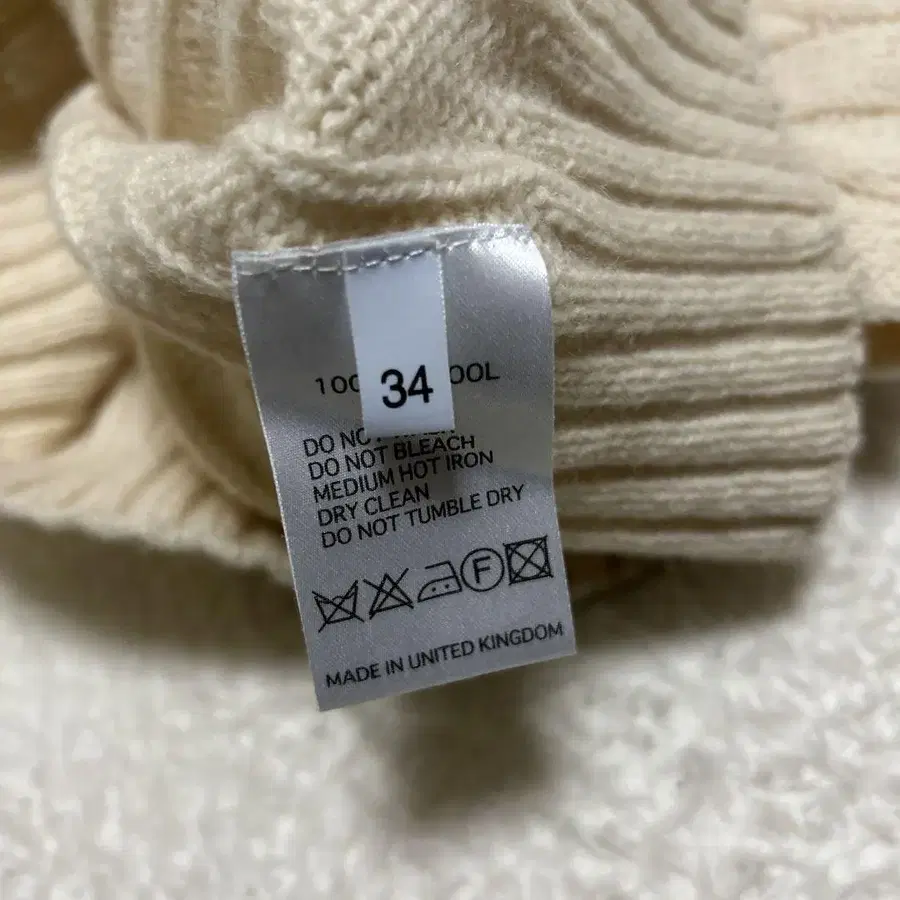 34
DO NOT BLEACH
MEDIUM HOT IRON
DRY CLEAN
DO NOT TUMBLE DRY
F
MADE IN UNITED KINGDOM